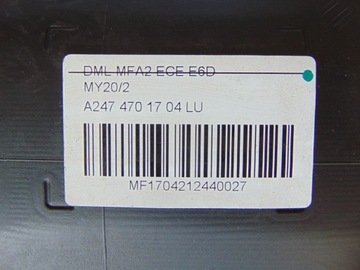 DML MFA2 ECE E6D
MY20/2
A247 470 17 04 LU
MF1704212440027